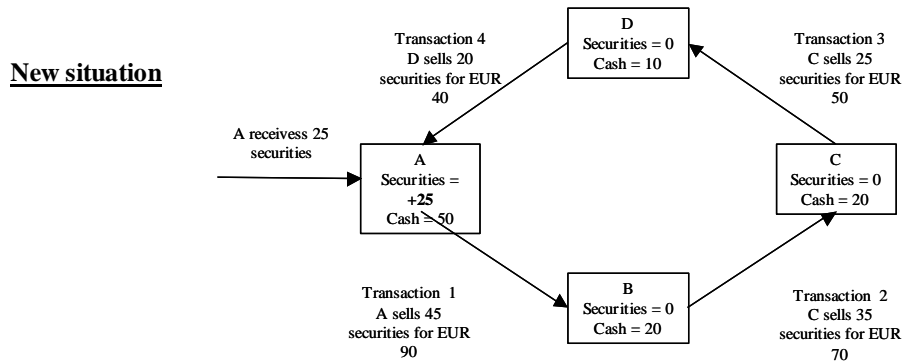 New situation
Transaction 4
D sells 20
securities for EUR
40
D
Securities = 0
Cash = 10
Transaction 3
C sells 25
securities for EUR
50
A receivess 25
securities
A
Securities =
+25
Cash = 50
C
Securities = 0
Cash = 20
Transaction 1
A sells 45
securities for EUR
90
B
Securities = 0
Cash = 20
Transaction 2
C sells 35
securities for EUR
70